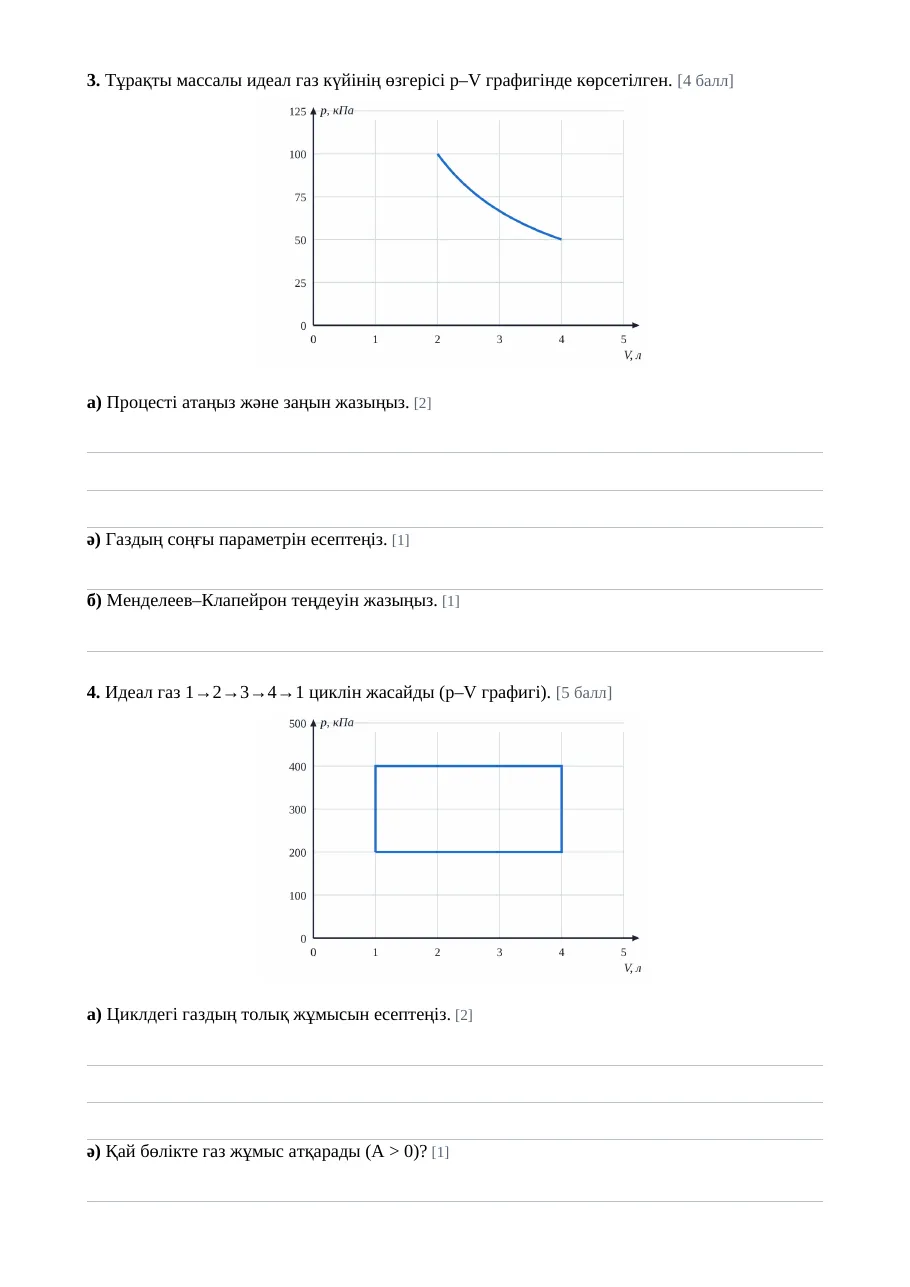 3. Тұрақты массалы идеал газ күйінің өзгерісі p–V графигінде көрсетілген. [4 балл]
125 p, кПа
100
75
50
25
0
0 1 2 3 4 5
V, л
а) Процесті атаңыз және заңын жазыңыз. [2]
ә) Газдың соңғы параметрін есептеңіз. [1]
б) Менделеев–Клапейрон теңдеуін жазыңыз. [1]
4. Идеал газ 1→2→3→4→1 циклін жасайды (p–V графигі). [5 балл]
500 p, кПа
400
300
200
100
0
0 1 2 3 4 5
V, л
а) Циклдегі газдың толық жұмысын есептеңіз. [2]
ә) Қай бөлікте газ жұмыс атқарады (A > 0)? [1]